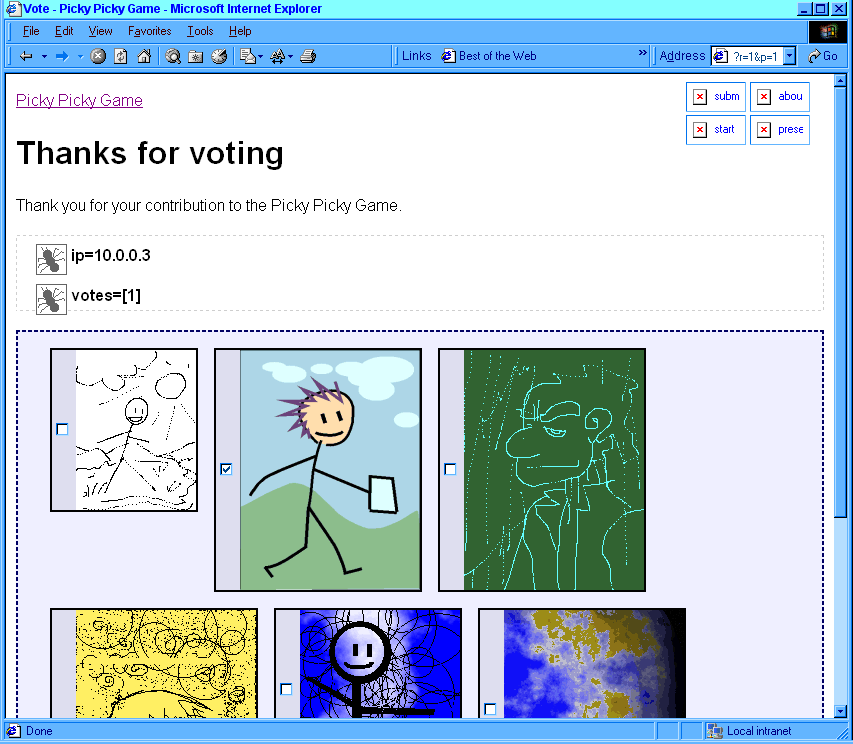 Vote - Picky Picky Game - Microsoft Internet Explorer
File Edit View Favorites Tools Help
Links Best of the Web » Address ?r=1&p=1 Go
Picky Picky Game
subm abou
start prese
Thanks for voting
Thank you for your contribution to the Picky Picky Game.
ip=10.0.0.3
votes=[1]
Done Local intranet